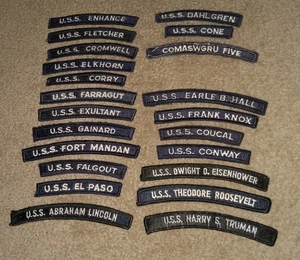 U.S.S. ENHANCE
U.S.S. FLETCHER
U.S.S. CROMWELL
U.S.S. ELKHORN
U.S.S. CORRY
U.S.S. FARRAGUT
U.S.S. EXULTANT
U.S.S. GAINARD
U.S.S. FORT MANDAN
U.S.S. FALGOUT
U.S.S. EL PASO
U.S.S. ABRAHAM LINCOLN
U.S.S. DAHLGREN
U.S.S. CONE
COMASWGRU FIVE
U.S.S. EARLE B. HALL
U.S.S. FRANK KNOX
U.S.S. COUCAL
U.S.S. CONWAY
U.S.S. DWIGHT D. EISENHOWER
U.S.S. THEODORE ROOSEVELT
U.S.S. HARRY S. TRUMAN